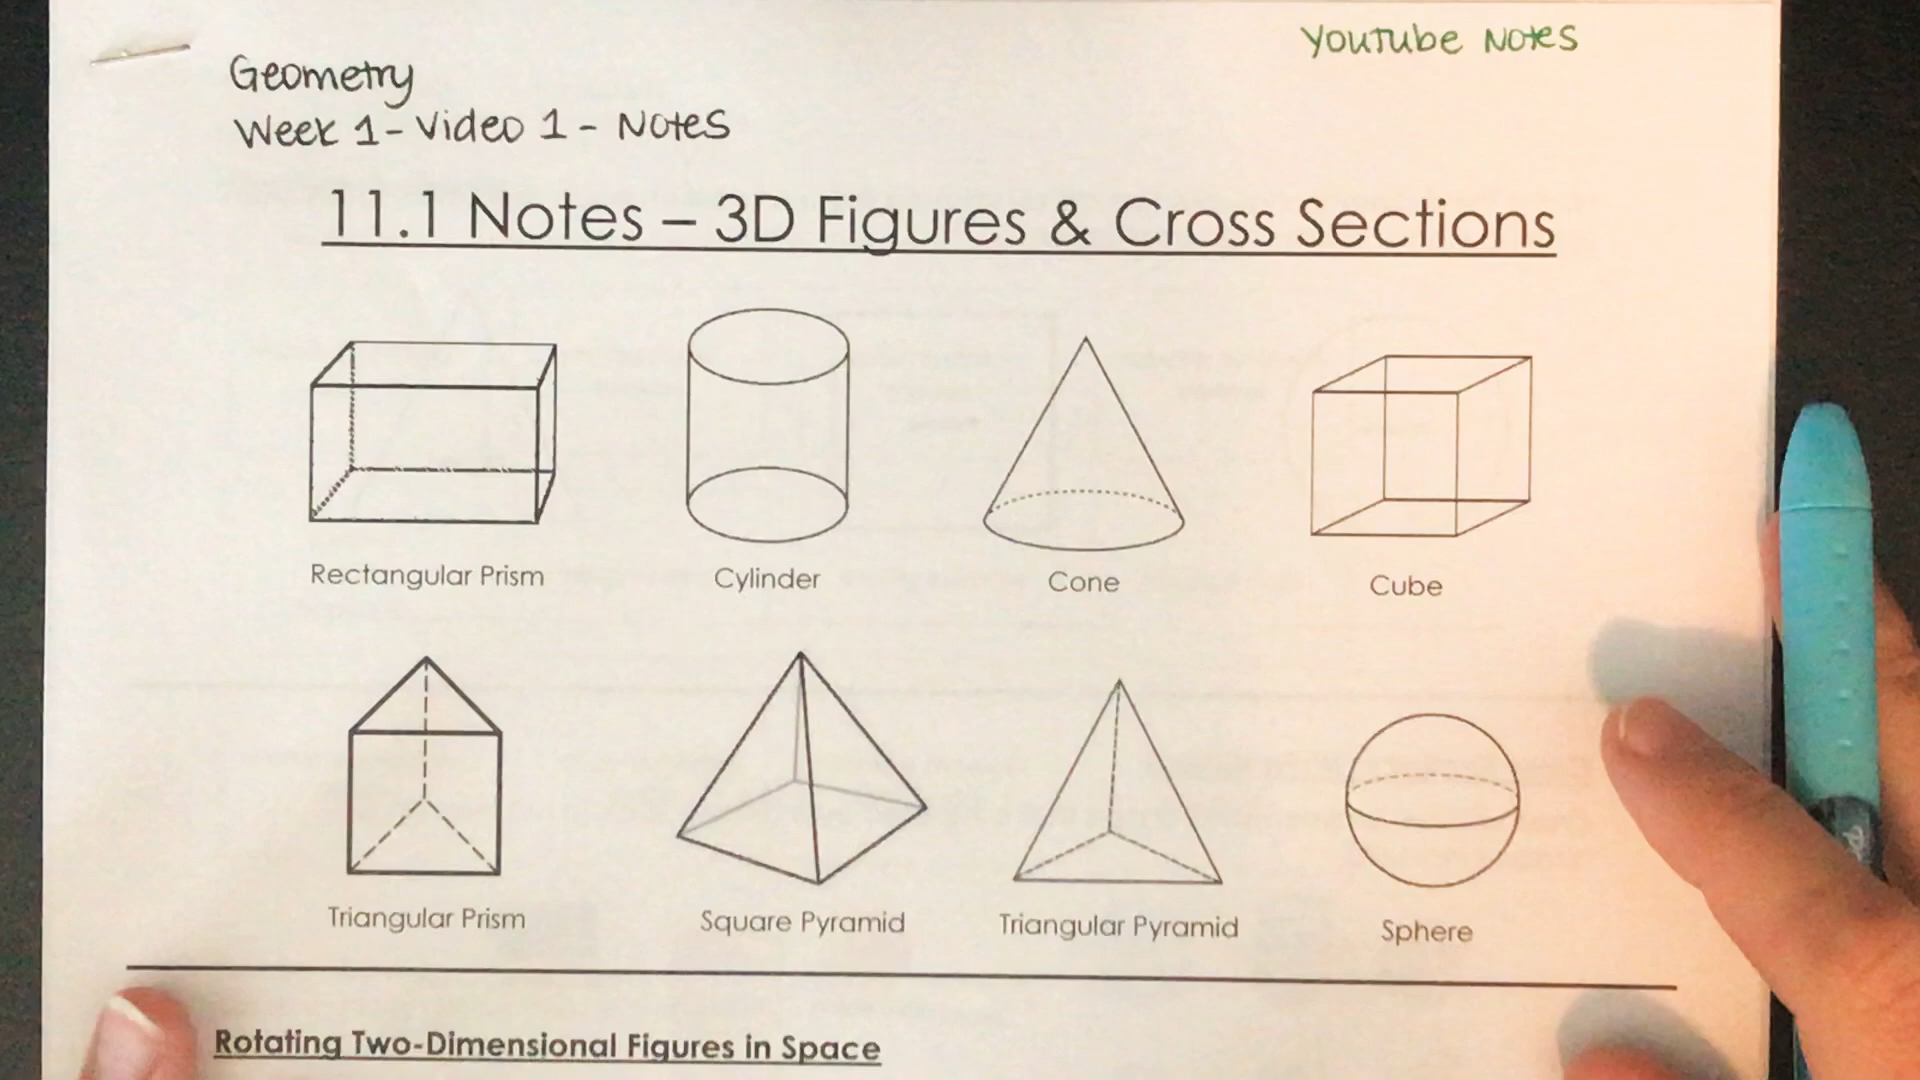 YouTube Notes
Geometry
Week 1 - Video 1 - Notes
11.1 Notes – 3D Figures & Cross Sections
Rectangular Prism
Cylinder
Cone
Cube
Triangular Prism
Square Pyramid
Triangular Pyramid
Sphere
Rotating Two-Dimensional Figures in Space